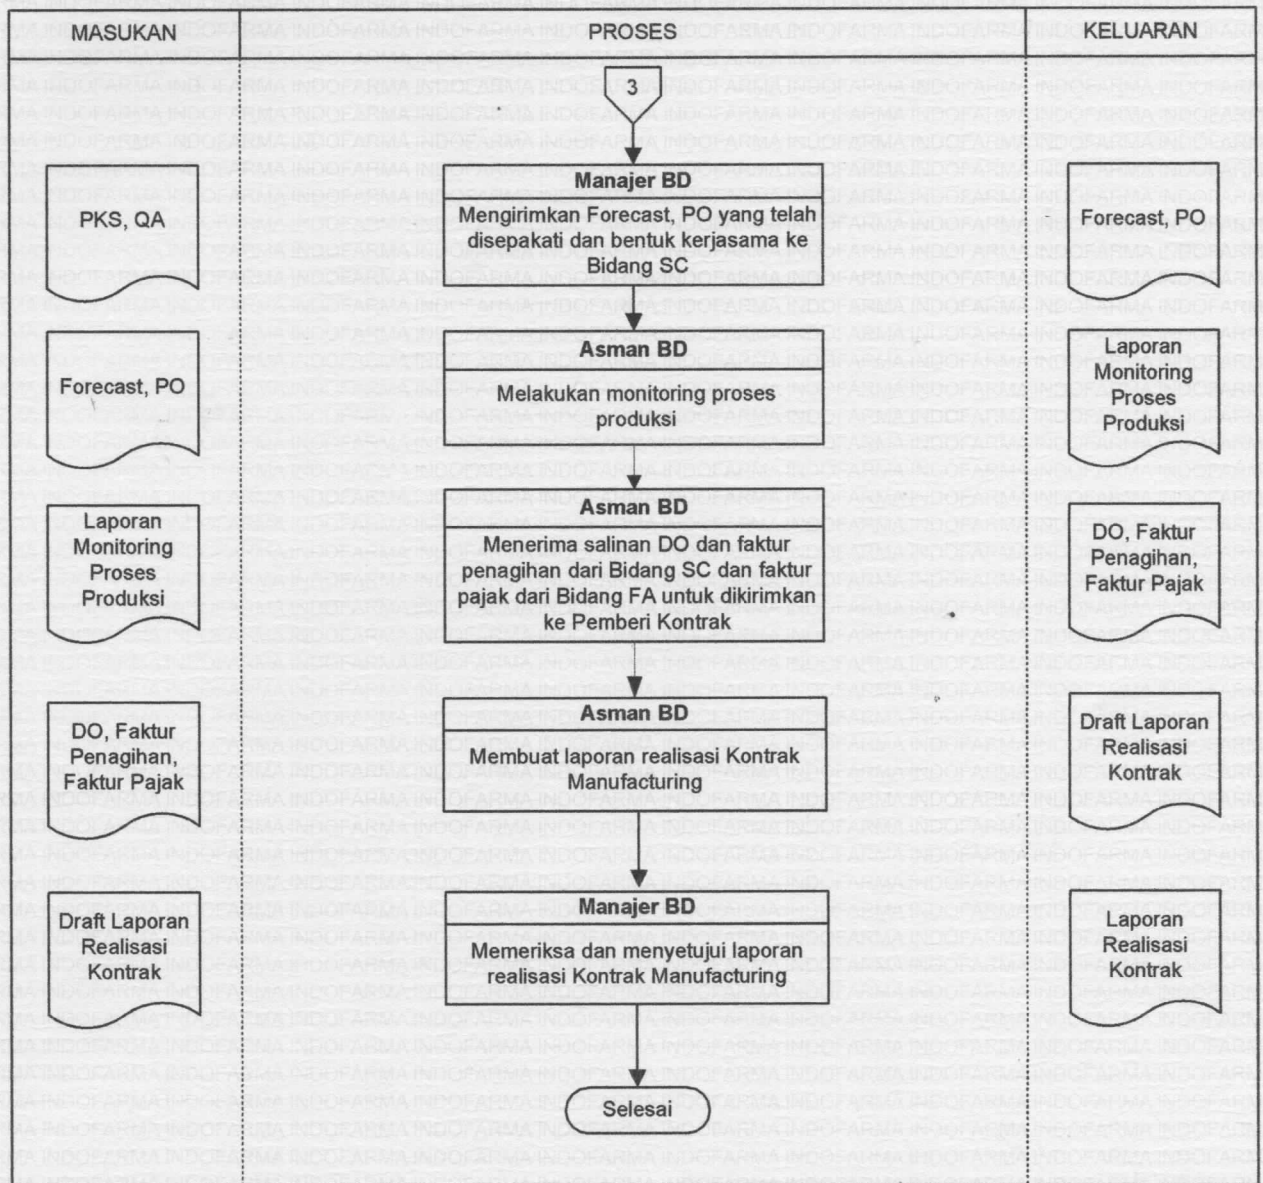 MASUKAN
PROSES
KELUARAN
3
PKS, QA
Manajer BD
Mengirimkan Forecast, PO yang telah
disepakati dan bentuk kerjasama ke
Bidang SC
Forecast, PO
Forecast, PO
Asman BD
Melakukan monitoring proses
produksi
Laporan
Monitoring
Proses
Produksi
Laporan
Monitoring
Proses
Produksi
Asman BD
Menerima salinan DO dan faktur
penagihan dari Bidang SC dan faktur
pajak dari Bidang FA untuk dikirimkan
ke Pemberi Kontrak
DO, Faktur
Penagihan,
Faktur Pajak
DO, Faktur
Penagihan,
Faktur Pajak
Asman BD
Membuat laporan realisasi Kontrak
Manufacturing
Draft Laporan
Realisasi
Kontrak
Draft Laporan
Realisasi
Kontrak
Manajer BD
Memeriksa dan menyetujui laporan
realisasi Kontrak Manufacturing
Laporan
Realisasi
Kontrak
Selesai
INDOFARMA